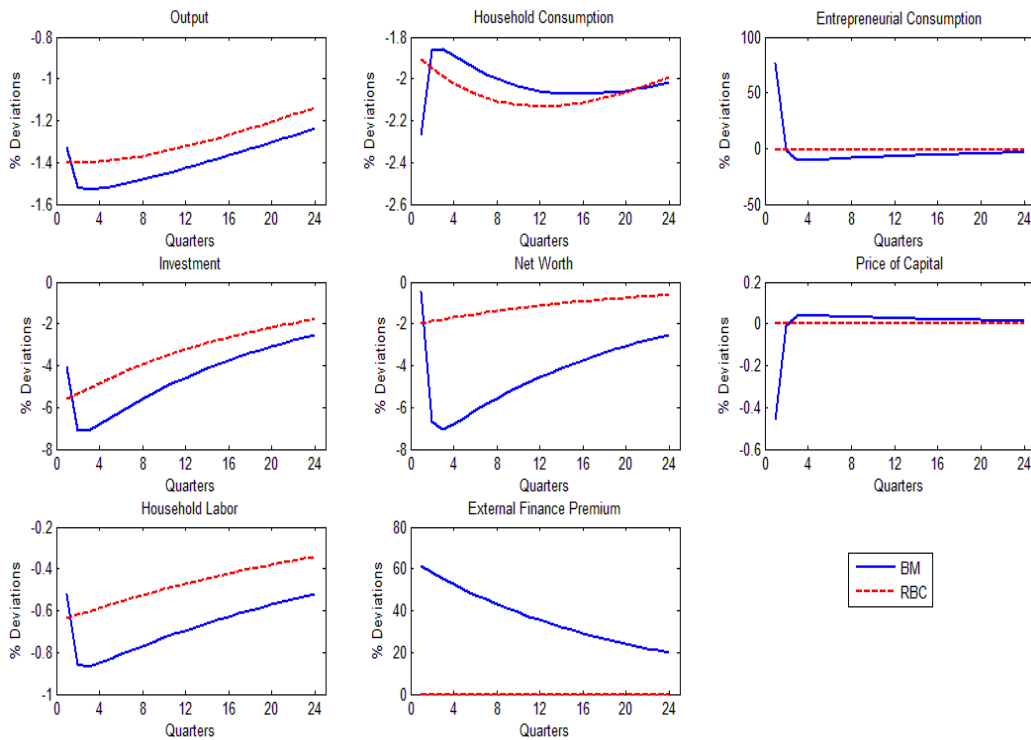 Output
% Deviations
-0.8
-1
-1.2
-1.4
-1.6
0 4 8 12 16 20 24
Quarters
Household Consumption
% Deviations
-1.8
-2
-2.2
-2.4
-2.6
0 4 8 12 16 20 24
Quarters
Entrepreneurial Consumption
% Deviations
100
50
0
-50
0 4 8 12 16 20 24
Quarters
Investment
% Deviations
0
-2
-4
-6
-8
0 4 8 12 16 20 24
Quarters
Net Worth
% Deviations
0
-2
-4
-6
-8
0 4 8 12 16 20 24
Quarters
Price of Capital
% Deviations
0.2
0
-0.2
-0.4
-0.6
0 4 8 12 16 20 24
Quarters
Household Labor
% Deviations
-0.2
-0.4
-0.6
-0.8
-1
0 4 8 12 16 20 24
Quarters
External Finance Premium
% Deviations
80
60
40
20
0
0 4 8 12 16 20 24
Quarters
BM
RBC